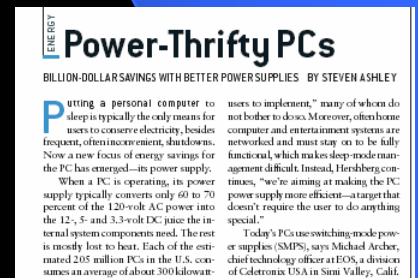 ENERGY
Power-Thrifty PCs
BILLION-DOLLAR SAVINGS WITH BETTER POWER SUPPLIES BY STEVEN ASHLEY
Putting a personal computer to
sleep is typically the only means for
users to conserve electricity, besides
frequent, often inconvenient, shutdowns.
Now a new focus of energy savings for
the PC has emerged—its power supply.
When a PC is operating, its power
supply typically converts only 60 to 70
percent of the 120-volt AC power into
the 12-, 5- and 3.3-volt DC juice the in-
ternal system components need. The rest
is mostly lost to heat. Each of the esti-
mated 205 million PCs in the U.S. con-
sumes an average of about 300 kilowatt-
users to implement,” many of whom do
not bother to do so. Moreover, often home
computer and entertainment systems are
networked and must stay on to be fully
functional, which makes sleep-mode man-
agement difficult. Instead, Hershberg con-
tinues, “we’re aiming at making the PC
power supply more efficient—a target that
doesn’t require the user to do anything
special.”
Today’s PCs use switching-mode pow-
er supplies (SMPS), says Michael Archer,
chief technology officer at EOS, a division
of Celetronix USA in Simi Valley, Calif.